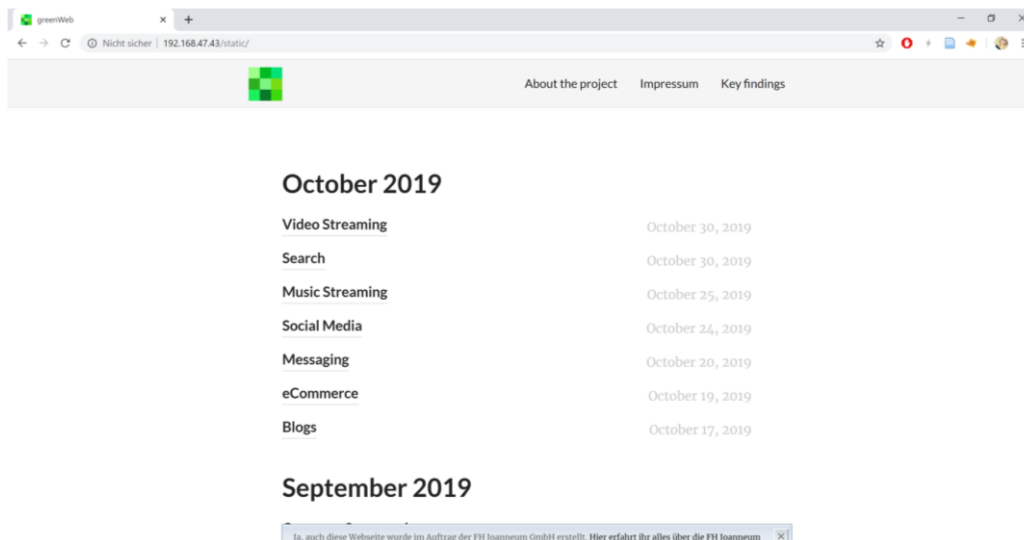 greenWeb
Nicht sicher
192.168.47.43/static/
About the project Impressum Key findings
October 2019
Video Streaming October 30, 2019
Search October 30, 2019
Music Streaming October 25, 2019
Social Media October 24, 2019
Messaging October 20, 2019
eCommerce October 19, 2019
Blogs October 17, 2019
September 2019
Ja, auch diese Webseite wurde im Auftrag der FH Joanneum GmbH erstellt. Hier erfahrt ihr alles über die FH Joanneum